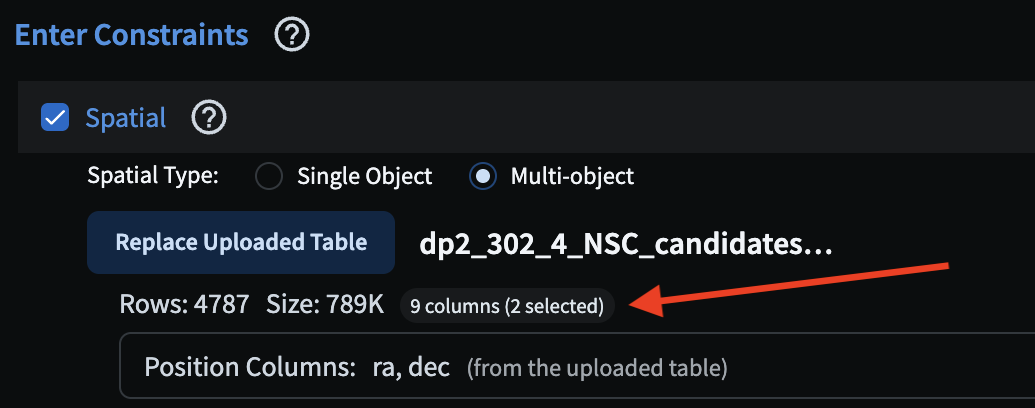 Enter Constraints ?
Spatial ?
Spatial Type: Single Object Multi-object
Replace Uploaded Table dp2_302_4_NSC_candidates...
Rows: 4787 Size: 789K 9 columns (2 selected)
Position Columns: ra, dec (from the uploaded table)